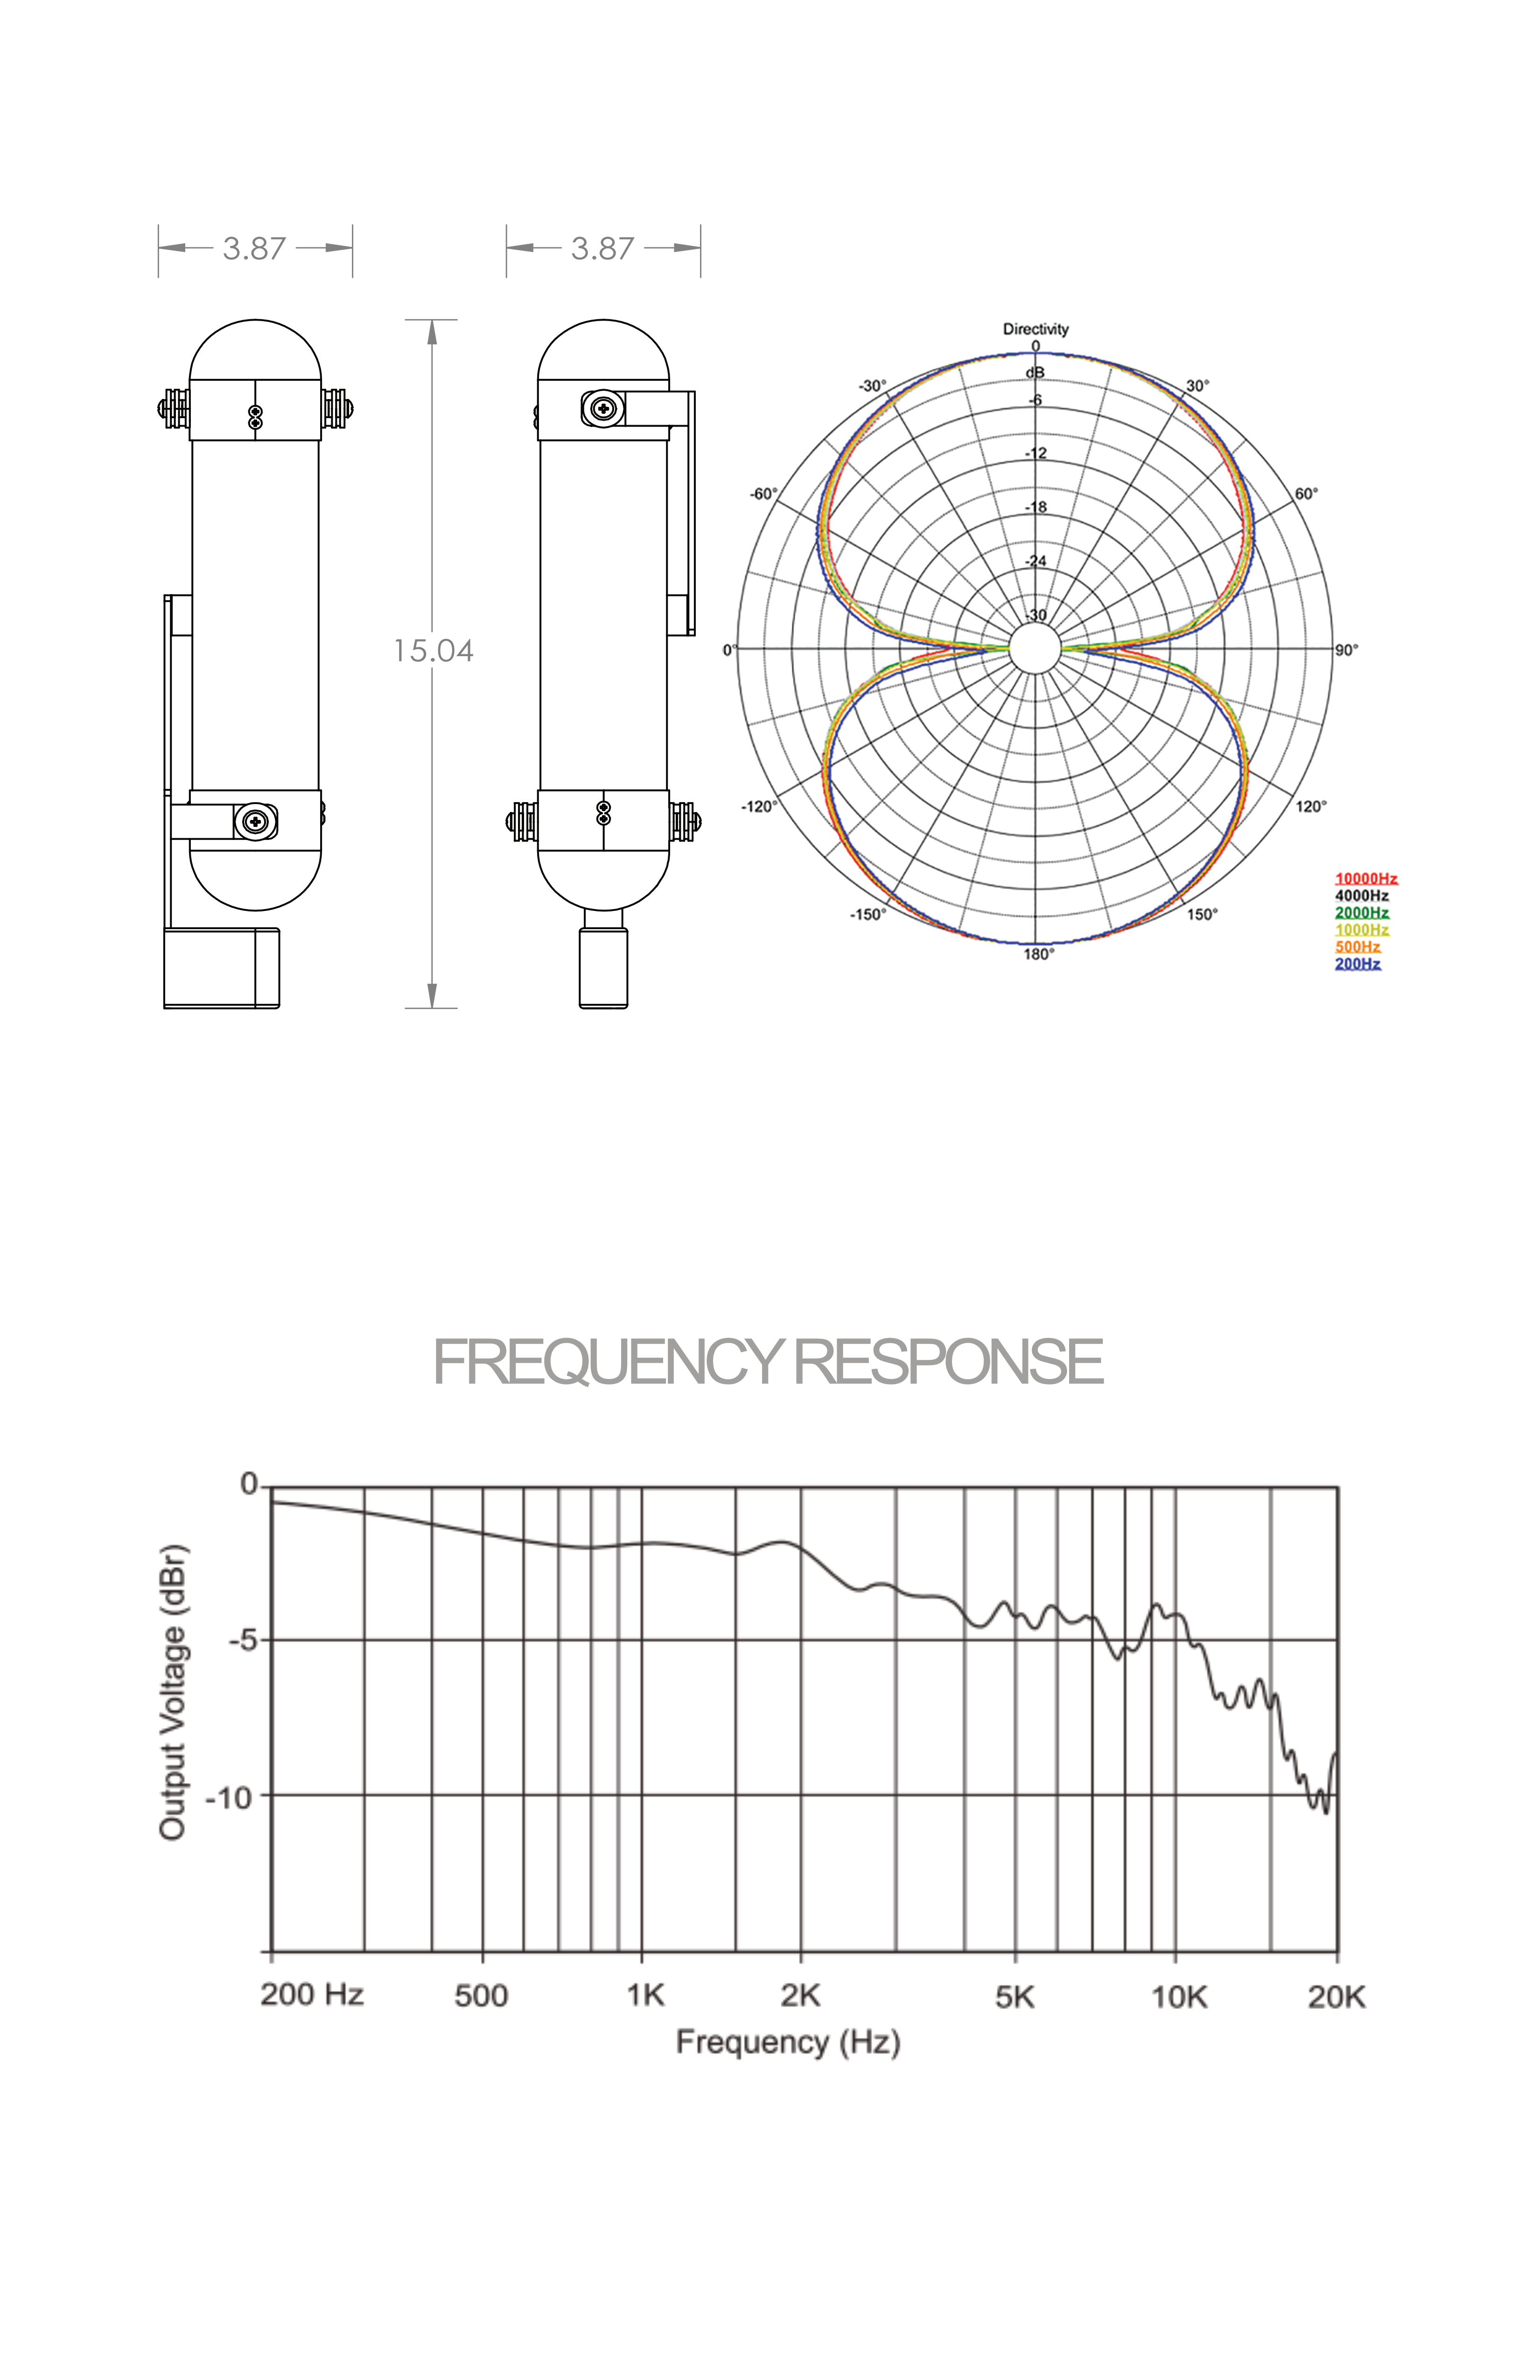 3.87
3.87
15.04
Directivity
0
dB
-6
-12
-18
-24
-30
-30°
30°
-60°
60°
0°
90°
-120°
120°
-150°
150°
180°
10000Hz
4000Hz
2000Hz
1000Hz
500Hz
200Hz
FREQUENCY RESPONSE
Output Voltage (dBr)
0
-5
-10
200 Hz 500 1K 2K 5K 10K 20K
Frequency (Hz)